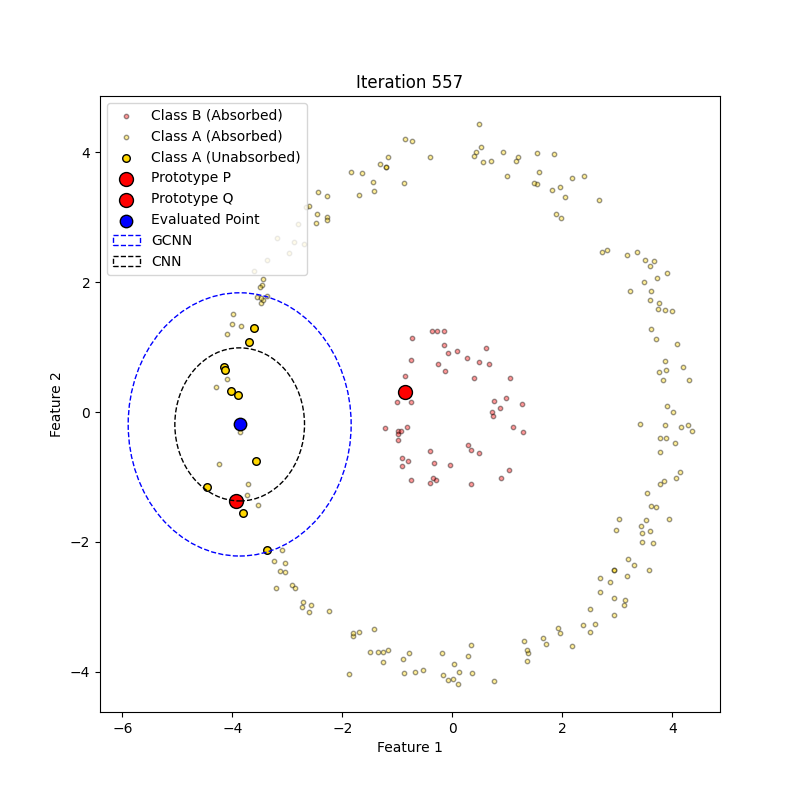 Iteration 557
Class B (Absorbed)
Class A (Absorbed)
Class A (Unabsorbed)
Prototype P
Prototype Q
Evaluated Point
GCNN
CNN
4
2
0
−2
−4
Feature 2
−6
−4
−2
0
2
4
Feature 1